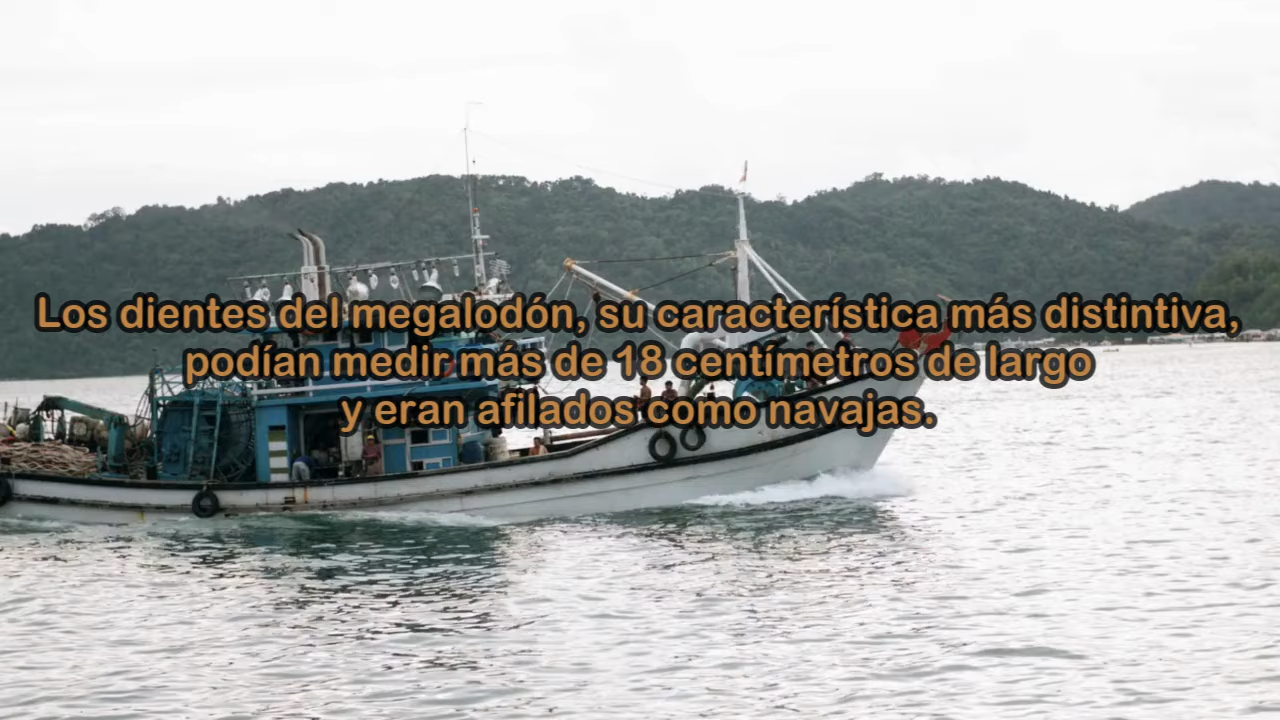 Los dientes del megalodón, su característica más distintiva,
podían medir más de 18 centímetros de largo
y eran afilados como navajas.